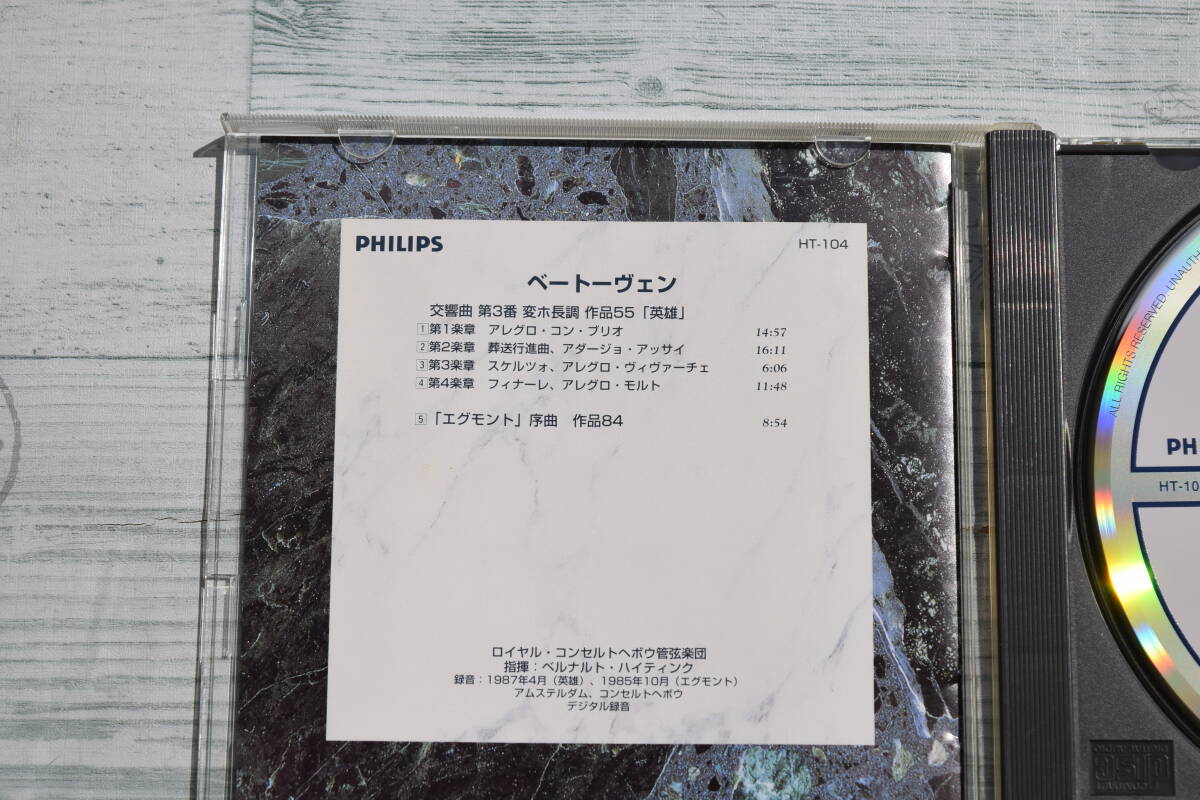 PHILIPS
HT-104
ベートーヴェン
交響曲 第3番 変ホ長調 作品55「英雄」
1 第1楽章 アレグロ・コン・ブリオ 14:57
2 第2楽章 葬送行進曲、アダージョ・アッサイ 16:11
3 第3楽章 スケルツォ、アレグロ・ヴィヴァーチェ 6:06
4 第4楽章 フィナーレ、アレグロ・モルト 11:48
5 「エグモント」序曲 作品84 8:54
ロイヤル・コンセルトヘボウ管弦楽団
指揮：ベルナルト・ハイティンク
録音：1987年4月（英雄）、1985年10月（エグモント）
アムステルダム、コンセルトヘボウ
デジタル録音
ALL RIGHTS RESERVED. UNAUTH
PH
HT-10